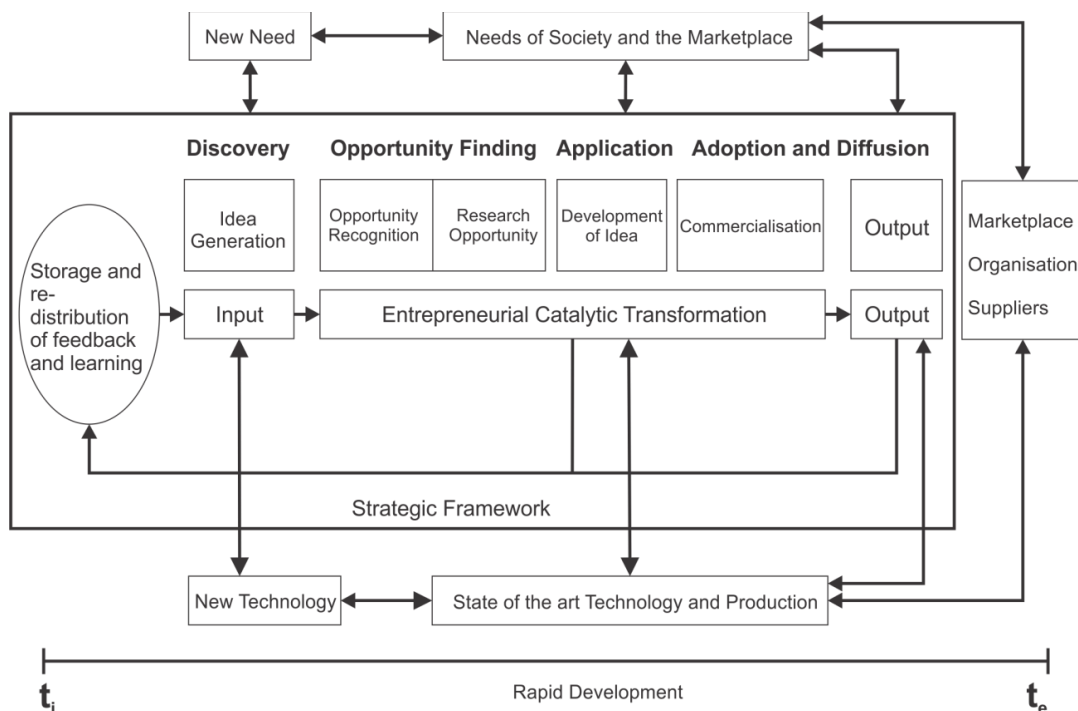 New Need
Needs of Society and the Marketplace
Discovery
Opportunity Finding
Application
Adoption and Diffusion
Idea
Generation
Opportunity
Recognition
Research
Opportunity
Development
of Idea
Commercialisation
Output
Marketplace
Organisation
Suppliers
Storage and
re-
distribution
of feedback
and learning
Input
Entrepreneurial Catalytic Transformation
Output
Strategic Framework
New Technology
State of the art Technology and Production
Rapid Development
ti
te